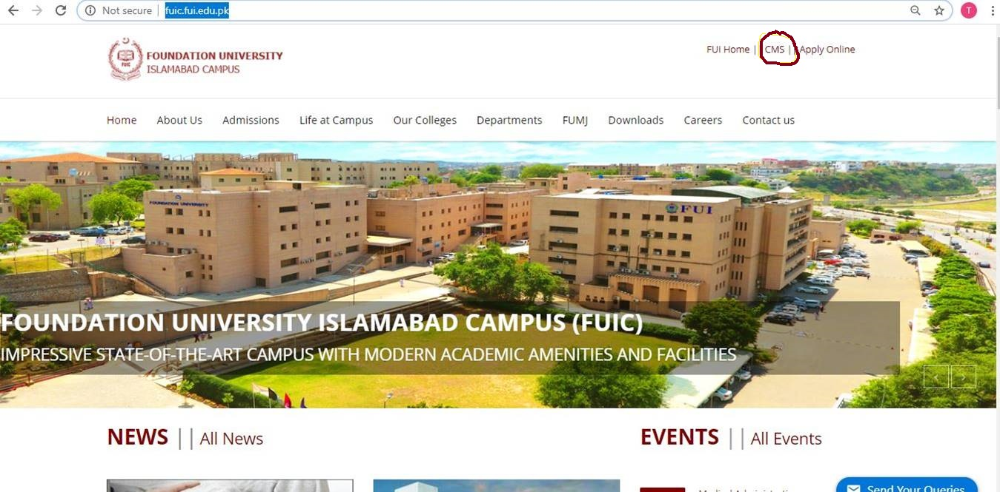 Not secure | fuic.fui.edu.pk
T
FUIC
FOUNDATION UNIVERSITY
ISLAMABAD CAMPUS
FUI Home | CMS | | Apply Online
Home About Us Admissions Life at Campus Our Colleges Departments FUMJ Downloads Careers Contact us
FOUNDATION UNIVERSITY
FUI
FOUNDATION UNIVERSITY ISLAMABAD CAMPUS (FUIC)
IMPRESSIVE STATE-OF-THE-ART CAMPUS WITH MODERN ACADEMIC AMENITIES AND FACILITIES
NEWS || All News
EVENTS || All Events
Send Your Queries